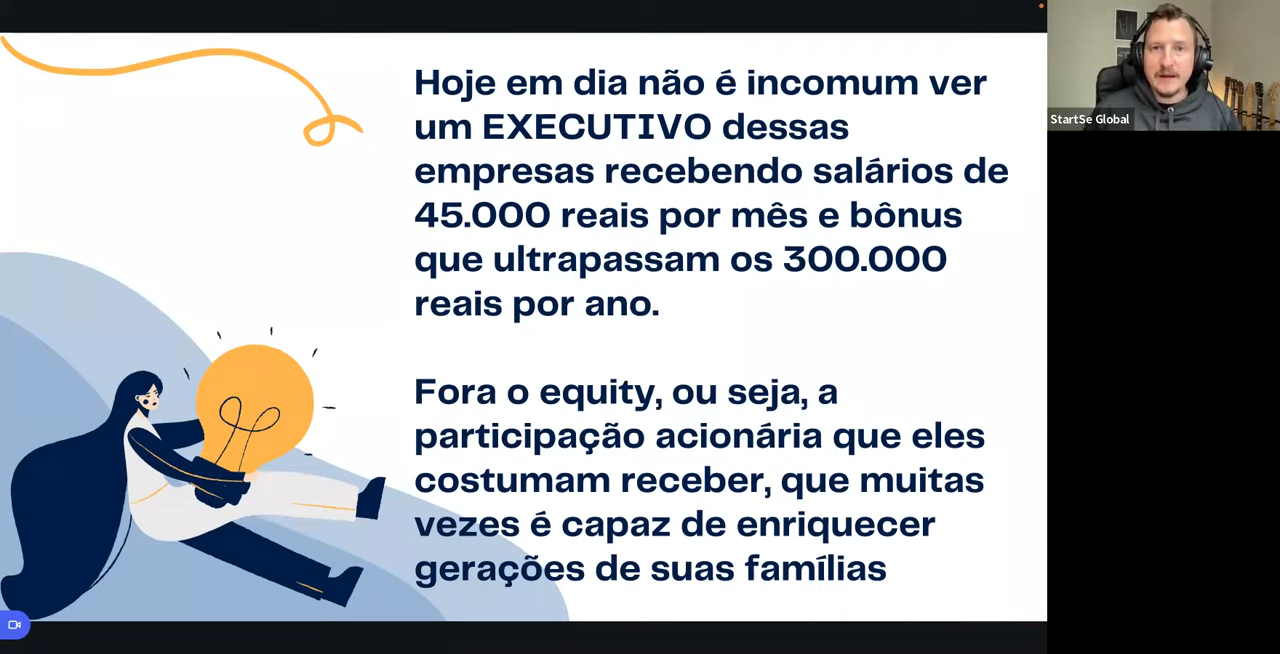 Hoje em dia não é incomum ver
um EXECUTIVO dessas
empresas recebendo salários de
45.000 reais por mês e bônus
que ultrapassam os 300.000
reais por ano.
Fora o equity, ou seja, a
participação acionária que eles
costumam receber, que muitas
vezes é capaz de enriquecer
gerações de suas famílias
StartSe Global